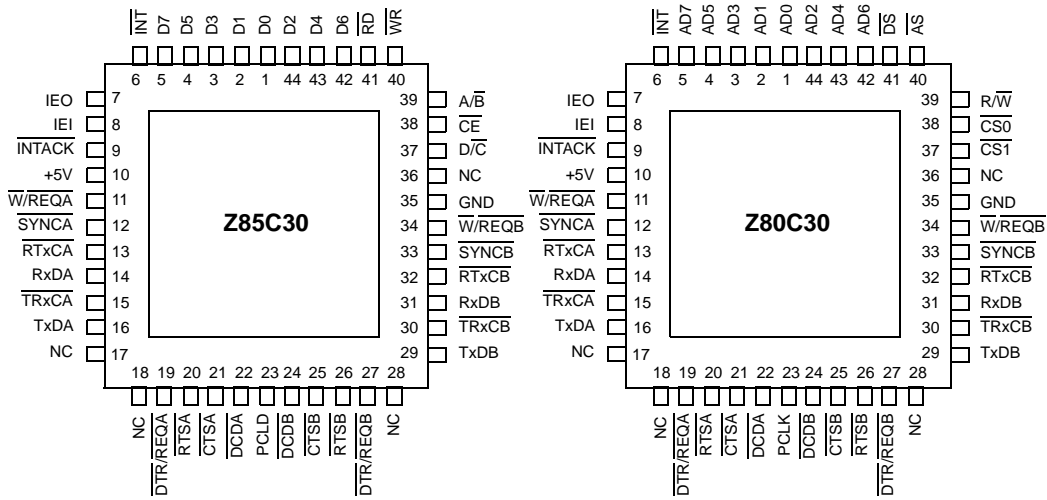 INT D7 D5 D3 D1 D0 D2 D4 D6 RD WR
6 5 4 3 2 1 44 43 42 41 40
IEO 7
IEI 8
INTACK 9
+5V 10
W/REQA 11
SYNCA 12
RTxCA 13
RxDA 14
TRxCA 15
TxDA 16
NC 17
Z85C30
39 A/B
38 CE
37 D/C
36 NC
35 GND
34 W/REQB
33 SYNCB
32 RTxCB
31 RxDB
30 TRxCB
29 TxDB
18 19 20 21 22 23 24 25 26 27 28
NC DTR/REQA RTSA CTSA DCDA PCLD DCDB CTSB RTSB DTR/REQB NC
INT AD7 AD5 AD3 AD1 AD0 AD2 AD4 AD6 DS AS
6 5 4 3 2 1 44 43 42 41 40
IEO 7
IEI 8
INTACK 9
+5V 10
W/REQA 11
SYNCA 12
RTxCA 13
RxDA 14
TRxCA 15
TxDA 16
NC 17
Z80C30
39 R/W
38 CS0
37 CS1
36 NC
35 GND
34 W/REQB
33 SYNCB
32 RTxCB
31 RxDB
30 TRxCB
29 TxDB
18 19 20 21 22 23 24 25 26 27 28
NC DTR/REQA RTSA CTSA DCDA PCLK DCDB CTSB RTSB DTR/REQB NC